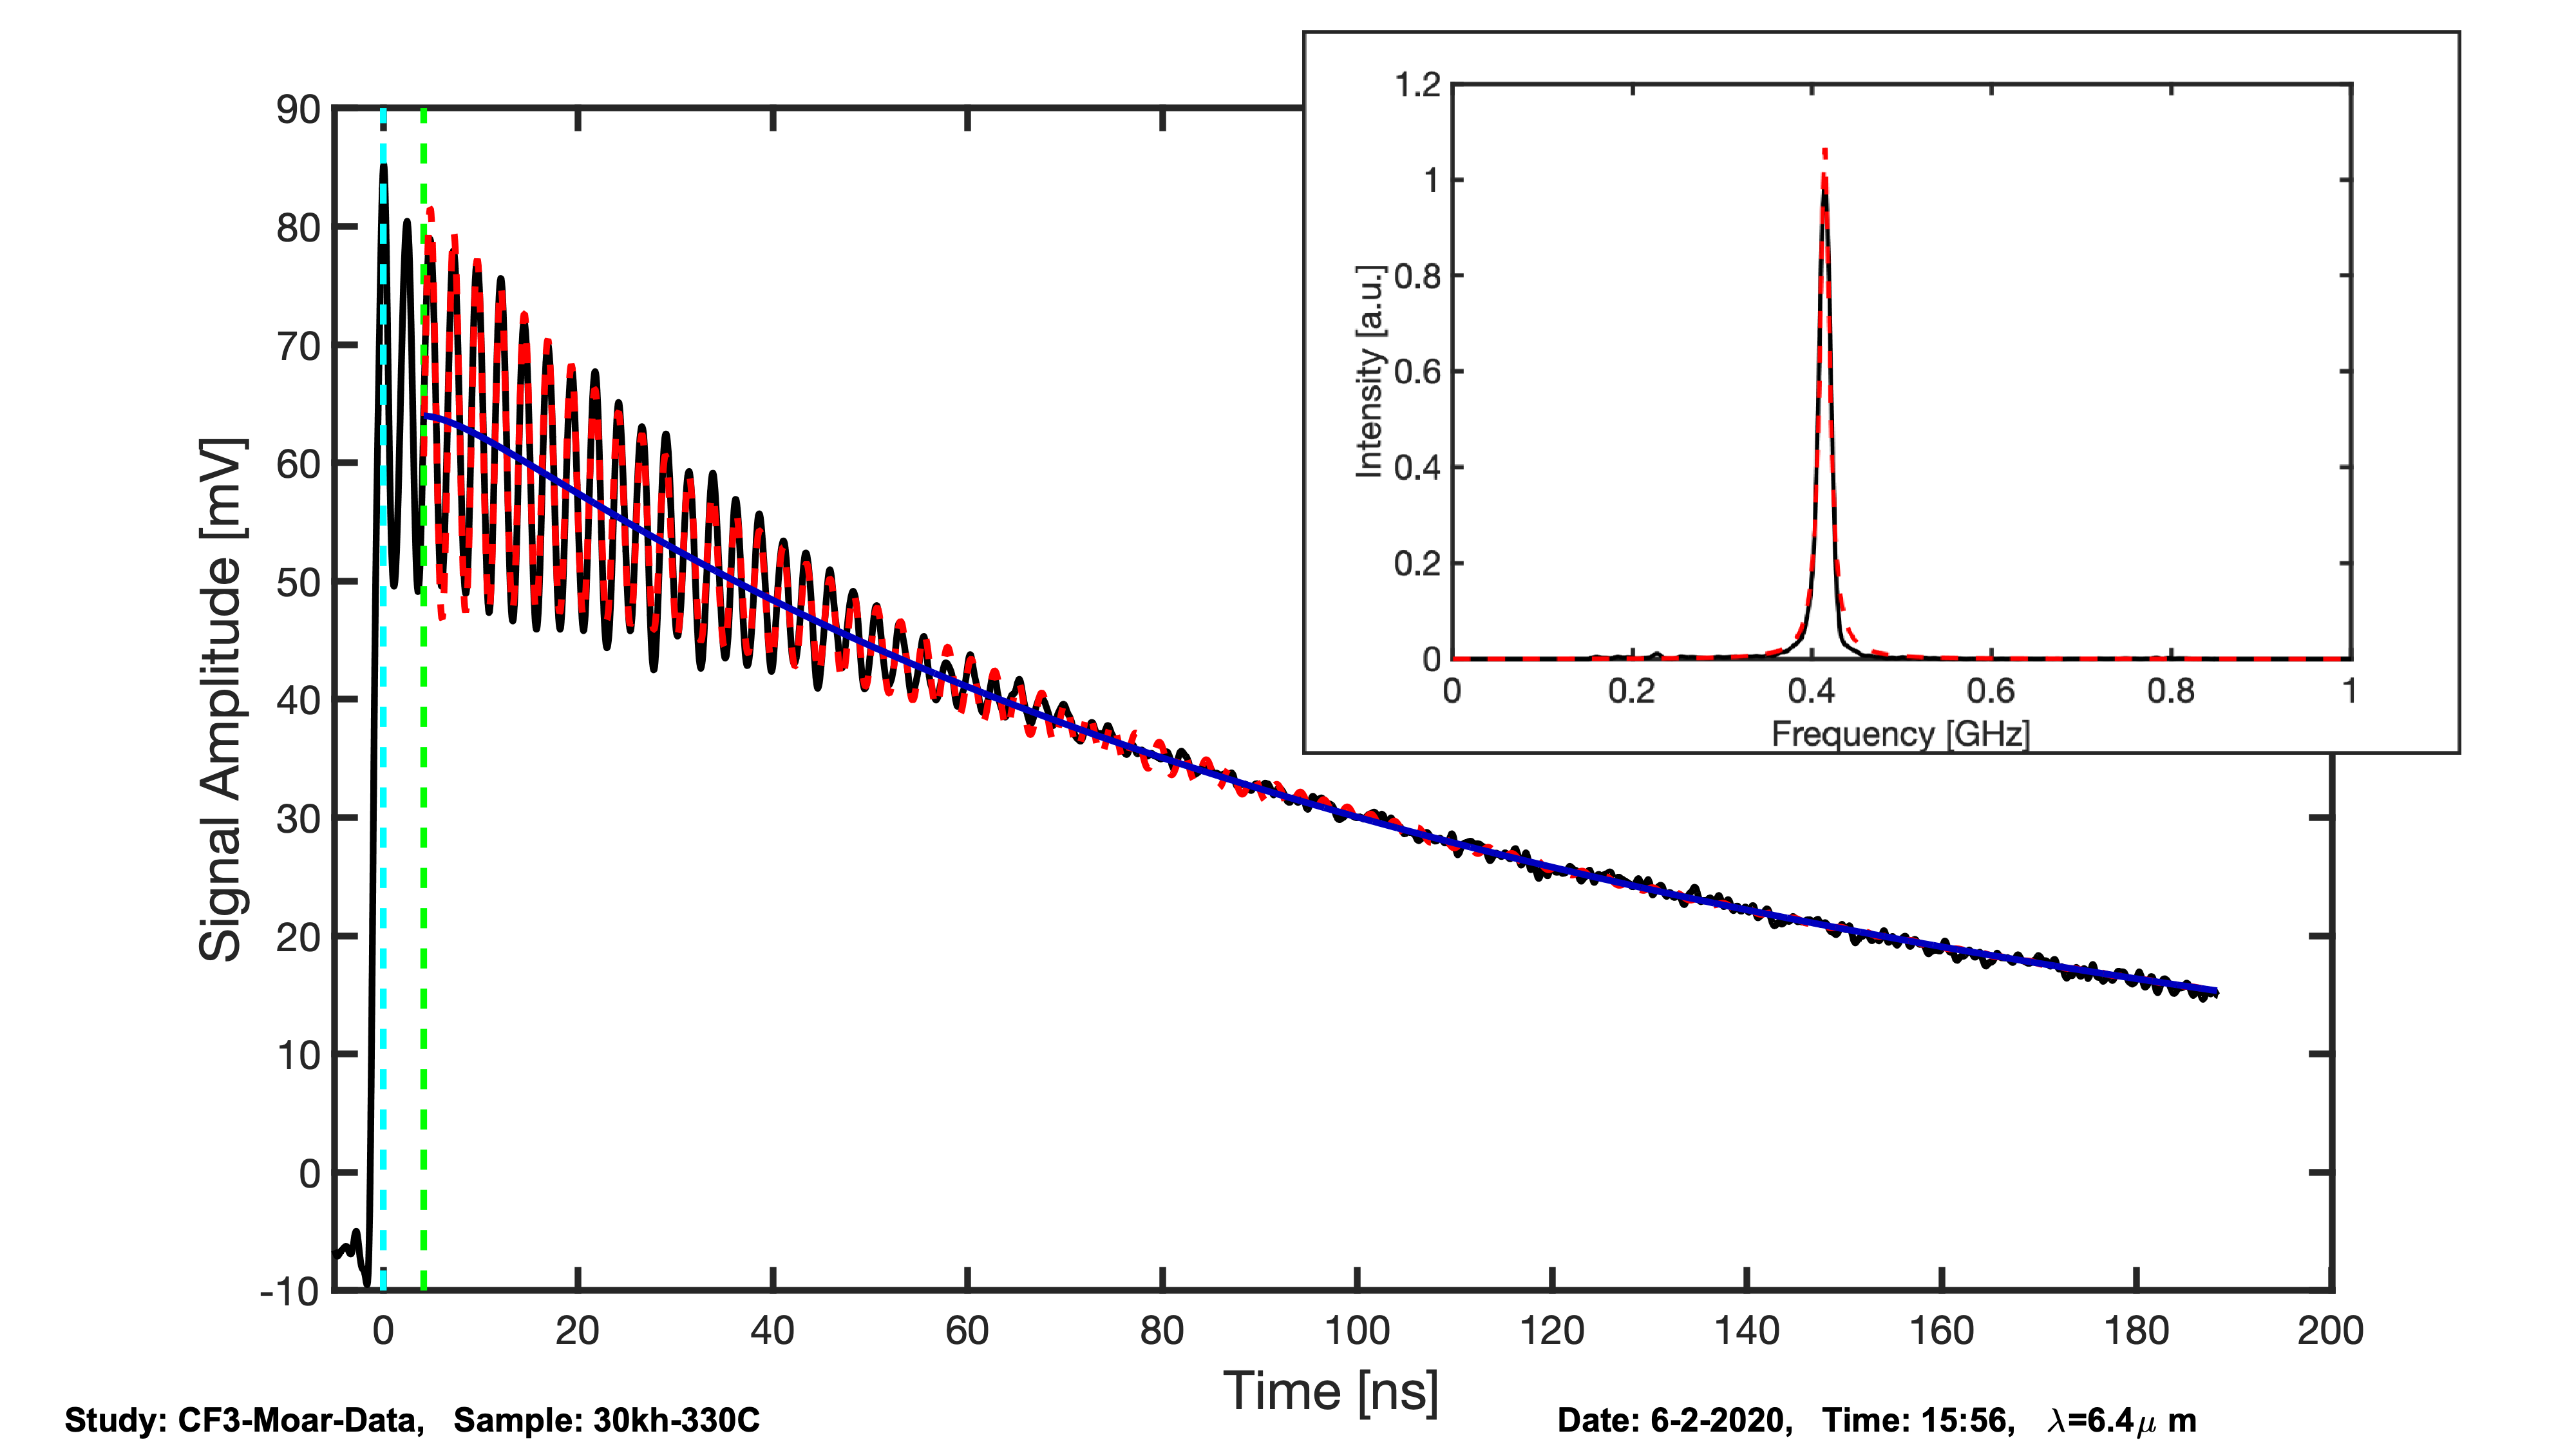 90
80
70
60
50
40
30
20
10
0
-10
Signal Amplitude [mV]
0 20 40 60 80 100 120 140 160 180 200
Time [ns]
1.2
1
0.8
0.6
0.4
0.2
0
Intensity [a.u.]
0 0.2 0.4 0.6 0.8 1
Frequency [GHz]
Study: CF3-Moar-Data, Sample: 30kh-330C
Date: 6-2-2020, Time: 15:56, λ=6.4μ m